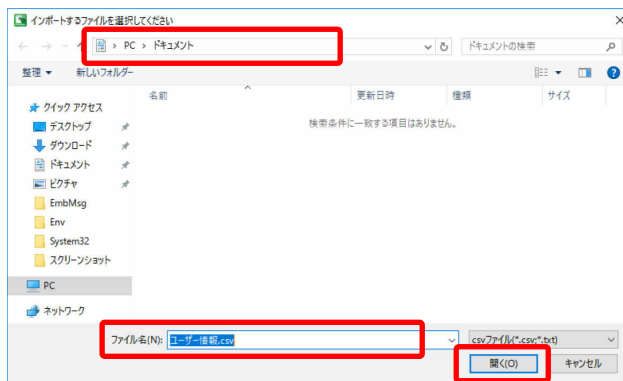 インポートするファイルを選択してください
PC > ドキュメント
ドキュメントの検索
整理 新しいフォルダー
名前 更新日時 種類 サイズ
検索条件に一致する項目はありません。
クイック アクセス
デスクトップ
ダウンロード
ドキュメント
ピクチャ
EmbMsg
Env
System32
スクリーンショット
PC
ネットワーク
ファイル名(N): ユーザー情報.csv csvファイル(*.csv;*.txt)
開く(O) キャンセル